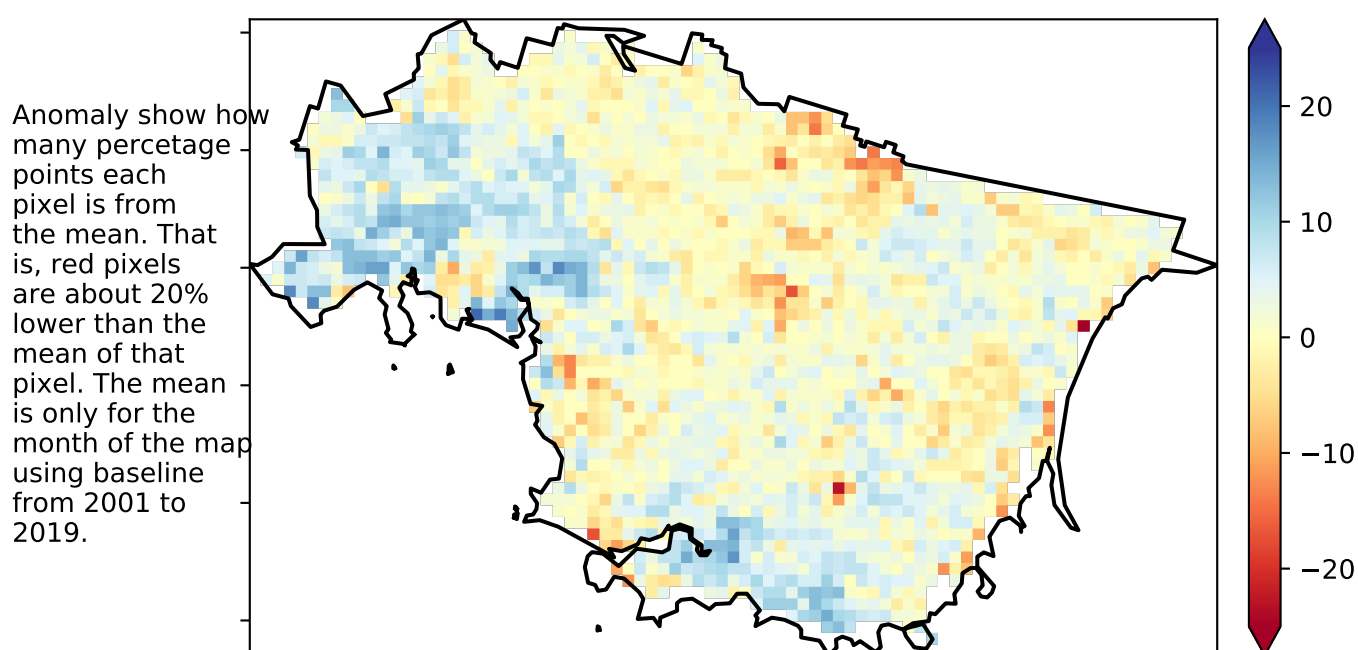 Anomaly show how
many percetage
points each
pixel is from
the mean. That
is, red pixels
are about 20%
lower than the
mean of that
pixel. The mean
is only for the
month of the map
using baseline
from 2001 to
2019.
20
10
0
−10
−20